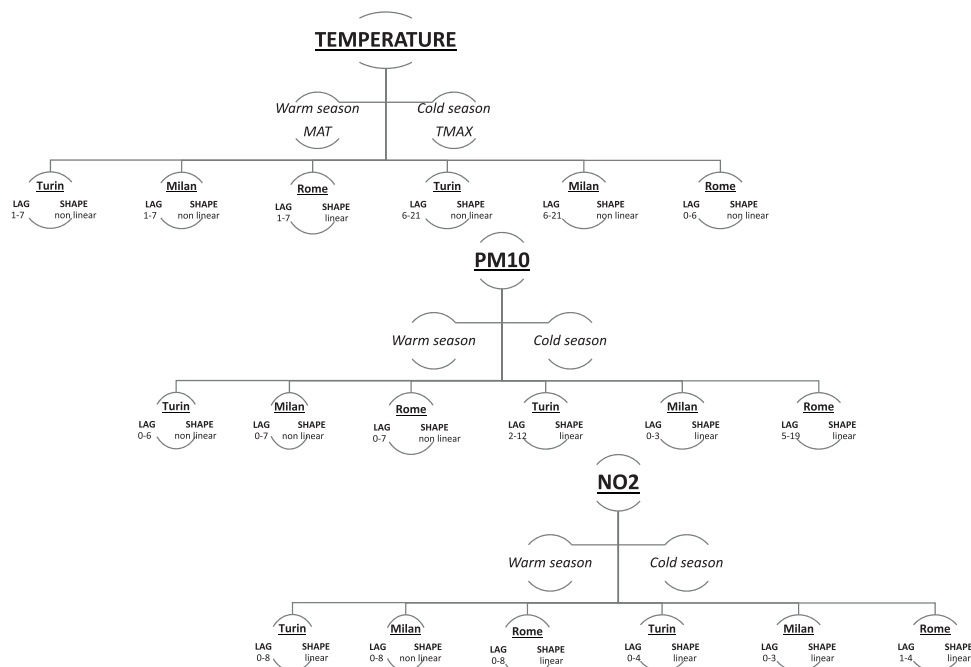 TEMPERATURE
Warm season Cold season
MAT TMAX
Turin Milan Rome Turin Milan Rome
LAG SHAPE LAG SHAPE LAG SHAPE LAG SHAPE LAG SHAPE LAG SHAPE
1-7 non linear 1-7 non linear 1-7 linear 6-21 non linear 6-21 non linear 0-6 non linear
PM10
Warm season Cold season
Turin Milan Rome Turin Milan Rome
LAG SHAPE LAG SHAPE LAG SHAPE LAG SHAPE LAG SHAPE LAG SHAPE
0-6 non linear 0-7 non linear 0-7 non linear 2-12 linear 0-3 linear 5-19 linear
NO2
Warm season Cold season
Turin Milan Rome Turin Milan Rome
LAG SHAPE LAG SHAPE LAG SHAPE LAG SHAPE LAG SHAPE LAG SHAPE
0-8 linear 0-8 non linear 0-8 linear 0-4 linear 0-3 linear 1-4 linear